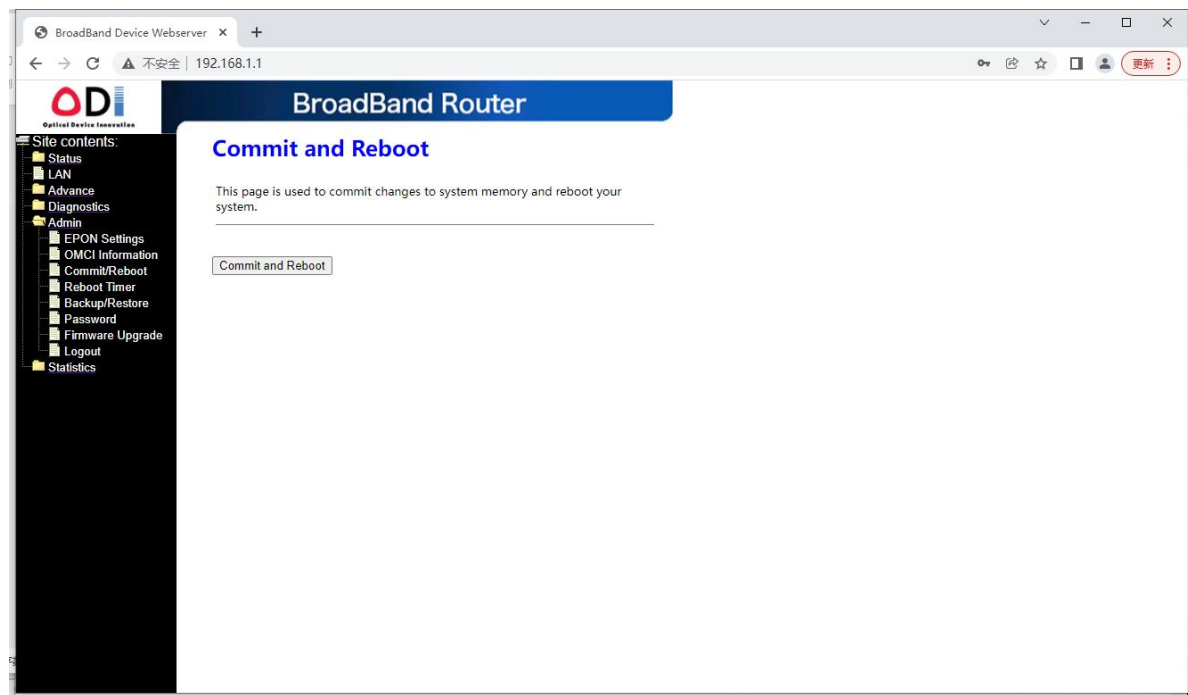 BroadBand Device Webserver
不安全
192.168.1.1
更新
ODi
Optical Device Innovation
BroadBand Router
Site contents:
Status
LAN
Advance
Diagnostics
Admin
EPON Settings
OMCI Information
Commit/Reboot
Reboot Timer
Backup/Restore
Password
Firmware Upgrade
Logout
Statistics
Commit and Reboot
This page is used to commit changes to system memory and reboot your
system.
Commit and Reboot